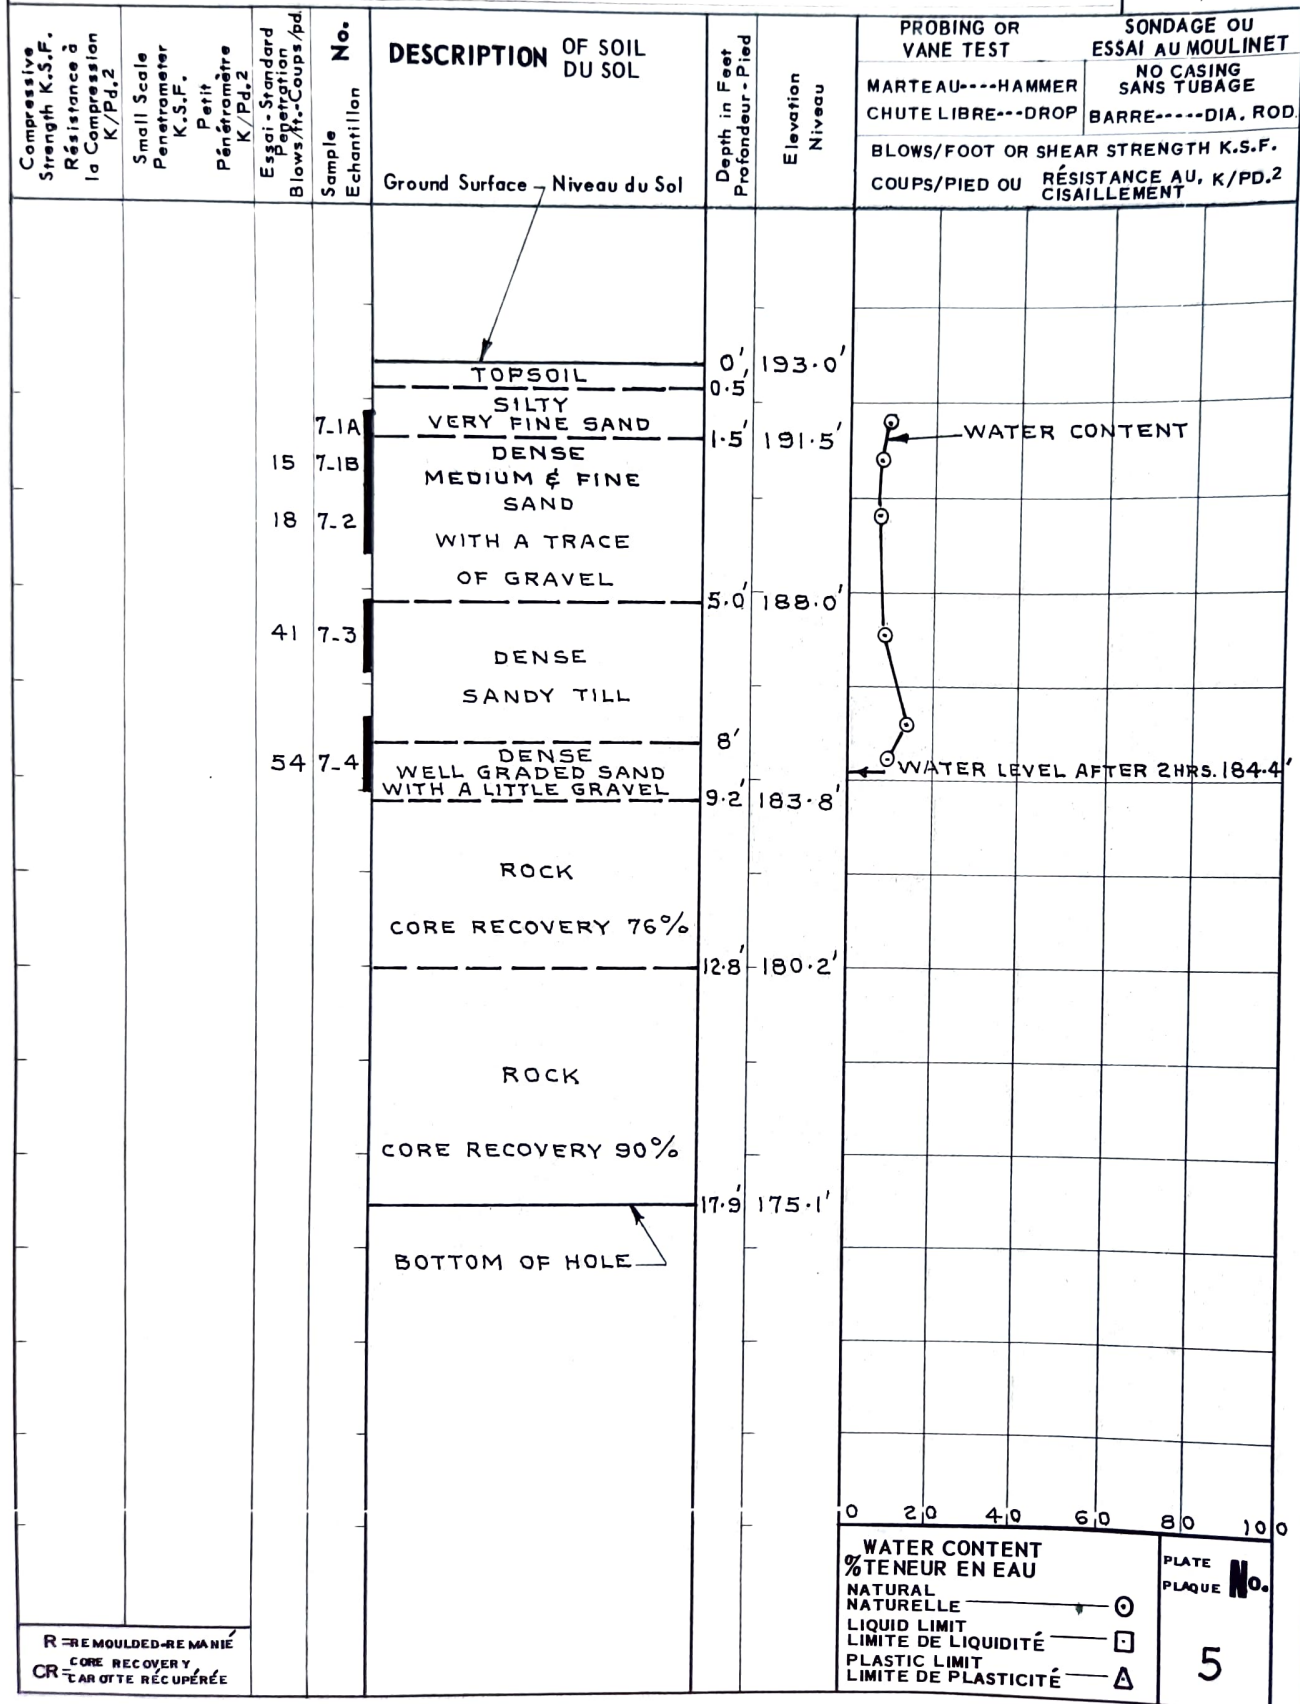 Compressive
Strength K.S.F.
Résistance à
la Compression
K/Pd.2
Small Scale
Penetrometer
K.S.F.
Petit
Pénétramètre
K/Pd.2
Essai-Standard
Penetration
Blows/ft.-Coups/pd.
Sample No.
Echantillon
DESCRIPTION OF SOIL
DU SOL
Ground Surface Niveau du Sol
Depth in Feet
Profondeur-Pied
Elevation
Niveau
PROBING OR
VANE TEST
SONDAGE OU
ESSAI AU MOULINET
MARTEAU----HAMMER
CHUTE LIBRE---DROP
NO CASING
SANS TUBAGE
BARRE-----DIA. ROD.
BLOWS/FOOT OR SHEAR STRENGTH K.S.F.
COUPS/PIED OU RÉSISTANCE AU, K/PD.2
CISAILLEMENT
0' 193.0'
TOPSOIL
0.5'
SILTY
7-1A VERY FINE SAND
1.5' 191.5'
WATER CONTENT
15 7-1B DENSE
MEDIUM & FINE
SAND
18 7-2
WITH A TRACE
OF GRAVEL
5.0' 188.0'
41 7-3
DENSE
SANDY TILL
8'
54 7-4 DENSE
WELL GRADED SAND
WITH A LITTLE GRAVEL
WATER LEVEL AFTER 2HRS. 184.4'
9.2' 183.8'
ROCK
CORE RECOVERY 76%
12.8' 180.2'
ROCK
CORE RECOVERY 90%
17.9' 175.1'
BOTTOM OF HOLE
0 20 40 60 80 100
WATER CONTENT
% TENEUR EN EAU
NATURAL
NATURELLE
LIQUID LIMIT
LIMITE DE LIQUIDITÉ
PLASTIC LIMIT
LIMITE DE PLASTICITÉ
PLATE
PLAQUE No.
5
R = REMOULDED-REMANIÉ
CR = CORE RECOVERY
CAROTTE RÉCUPÉRÉE